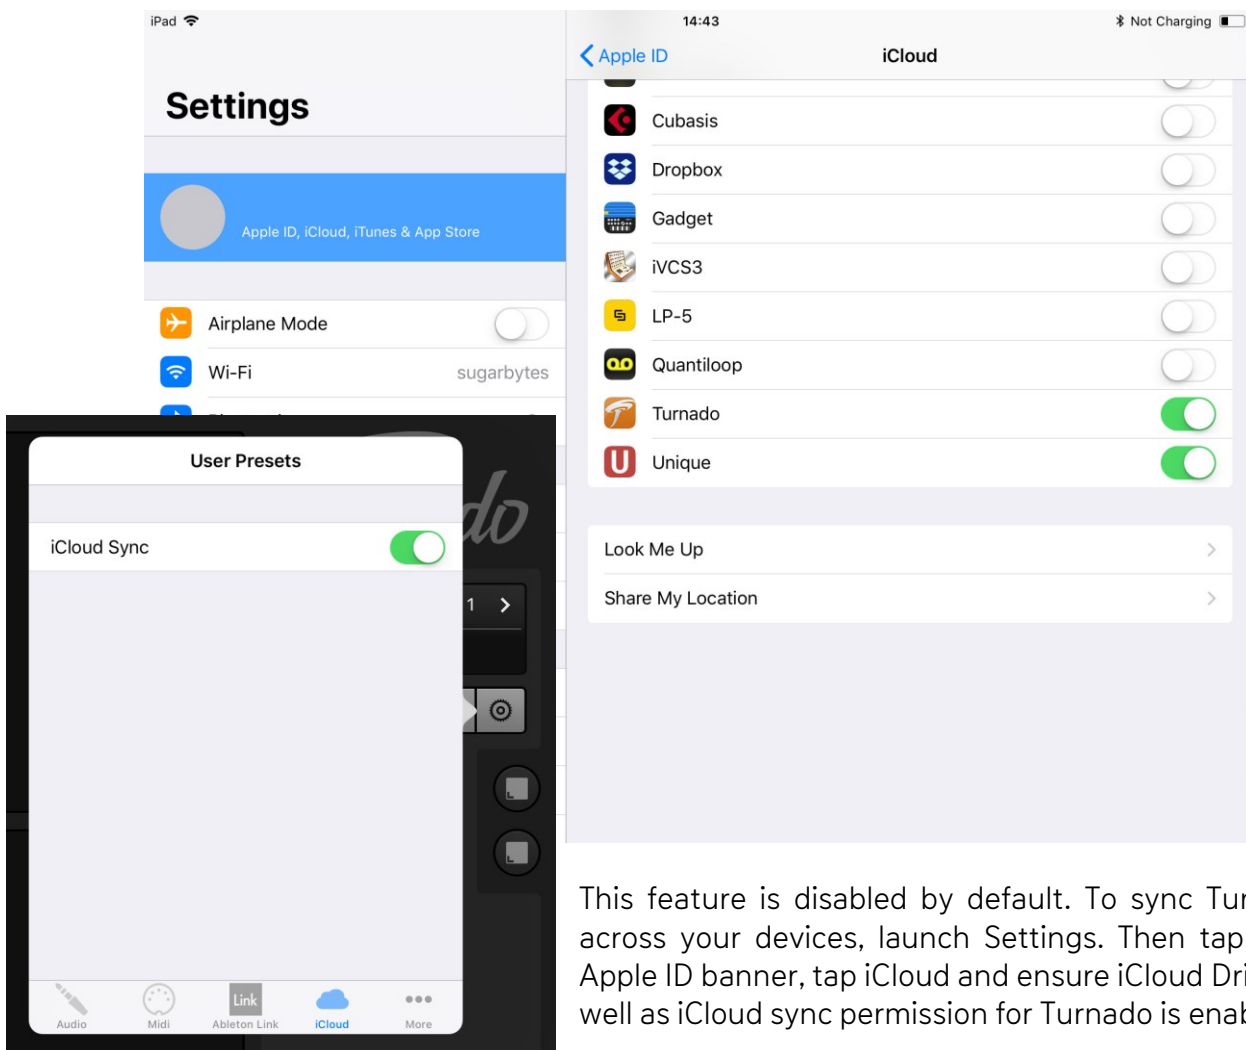 iPad
14:43
Not Charging
Settings
Apple ID, iCloud, iTunes & App Store
Airplane Mode
Wi-Fi
sugarbytes
Apple ID
iCloud
Cubasis
Dropbox
Gadget
iVCS3
LP-5
Quantiloop
Turnado
Unique
Look Me Up
Share My Location
User Presets
iCloud Sync
do
1
Audio
Midi
Link
Ableton Link
iCloud
More
This feature is disabled by default. To sync Tur
across your devices, launch Settings. Then tap
Apple ID banner, tap iCloud and ensure iCloud Dri
well as iCloud sync permission for Turnado is enab